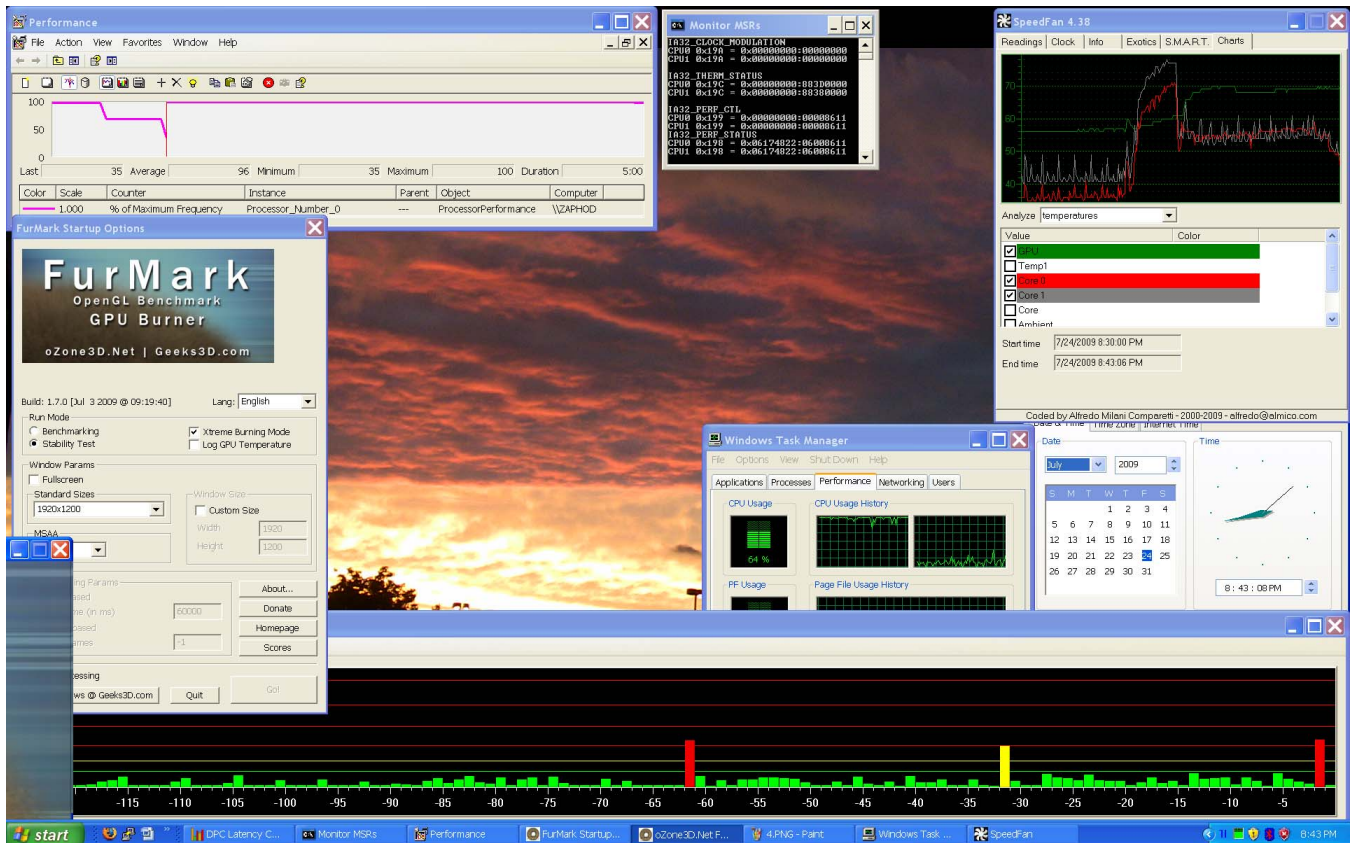 Performance
File Action View Favorites Window Help
100
50
0
Last 35 Average 96 Minimum 35 Maximum 100 Duration 5:00
Color Scale Counter Instance Parent Object Computer
1.000 % of Maximum Frequency Processor_Number_0 --- ProcessorPerformance \\ZAPHOD
Monitor MSRs
IA32_CLOCK_MODULATION
CPU0 0x19A = 0x00000000:00000000
CPU1 0x19A = 0x00000000:00000000
IA32_THERM_STATUS
CPU0 0x19C = 0x00000000:883D0000
CPU1 0x19C = 0x00000000:88380000
IA32_PERF_CTL
CPU0 0x199 = 0x00000000:00008611
CPU1 0x199 = 0x00000000:00008611
IA32_PERF_STATUS
CPU0 0x198 = 0x06174822:06008611
CPU1 0x198 = 0x06174822:06008611
SpeedFan 4.38
Readings Clock Info Exotics S.M.A.R.T. Charts
70
60
50
40
Analyze temperatures
Value Color
GPU
Temp1
Core 0
Core 1
Core
Ambient
Start time 7/24/2009 8:30:00 PM
End time 7/24/2009 8:43:06 PM
Coded by Alfredo Milani Comparetti - 2000-2009 - alfredo@almico.com
FurMark Startup Options
FurMark
OpenGL Benchmark
GPU Burner
oZone3D.Net | Geeks3D.com
Build: 1.7.0 [Jul 3 2009 @ 09:19:40] Lang: English
Run Mode
Benchmarking Xtreme Burning Mode
Stability Test Log GPU Temperature
Window Params
Fullscreen
Standard Sizes Window Size
1920x1200 Custom Size
Width 1920
MSAA
Height 1200
ng Params
ased About...
me (in ms) 60000 Donate
based Homepage
ames -1 Scores
essing
ws @ Geeks3D.com Quit Go!
Windows Task Manager
File Options View Shut Down Help
Applications Processes Performance Networking Users
CPU Usage CPU Usage History
64 %
PF Usage Page File Usage History
Date & Time Time Zone Internet Time
Date Time
July 2009
S M T W T F S
1 2 3 4
5 6 7 8 9 10 11
12 13 14 15 16 17 18
19 20 21 22 23 24 25
26 27 28 29 30 31
8 : 43 : 08 PM
-115 -110 -105 -100 -95 -90 -85 -80 -75 -70 -65 -60 -55 -50 -45 -40 -35 -30 -25 -20 -15 -10 -5
start DPC Latency C... Monitor MSRs Performance FurMark Startup... oZone3D.Net F... 4.PNG - Paint Windows Task ... SpeedFan 8:43 PM